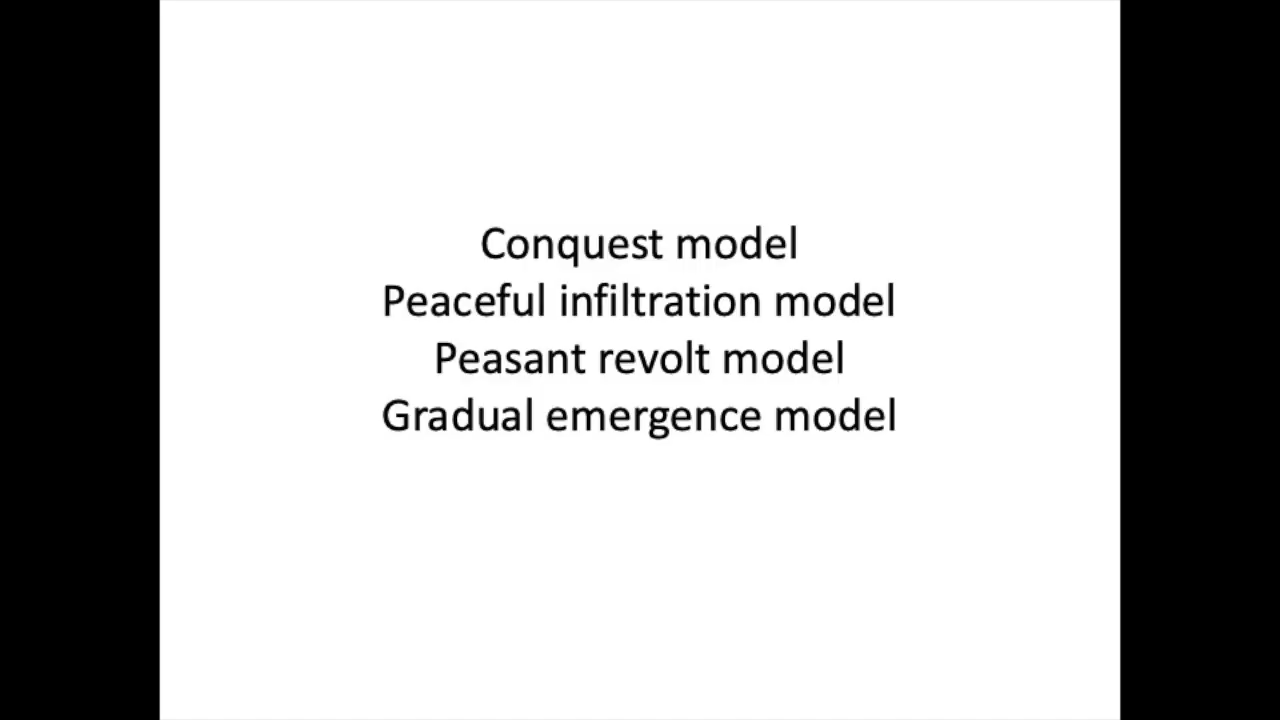 Conquest model
Peaceful infiltration model
Peasant revolt model
Gradual emergence model